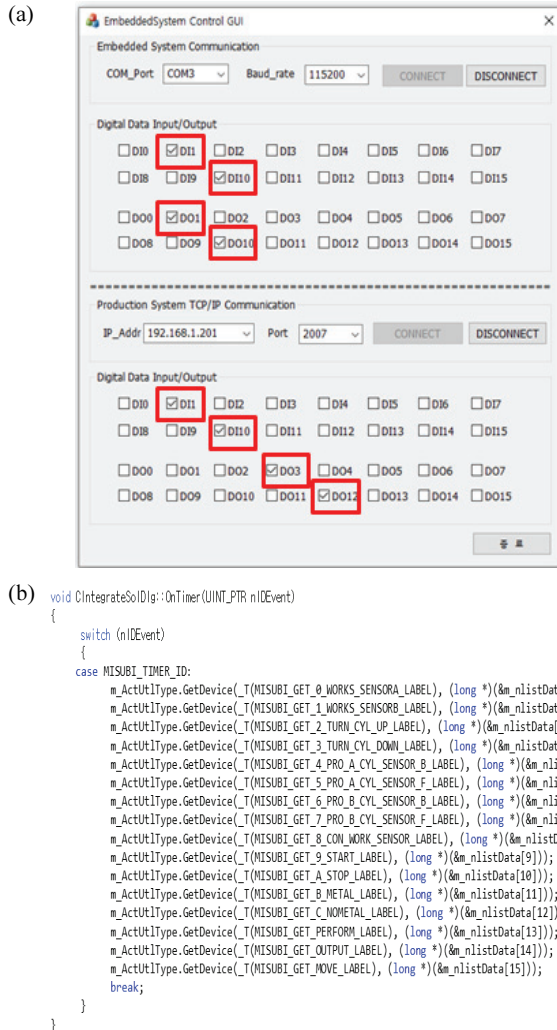 (a)
EmbeddedSystem Control GUI
Embedded System Communication
COM_Port COM3 Baud_rate 115200 CONNECT DISCONNECT
Digital Data Input/Output
DI0 DI1 DI2 DI3 DI4 DI5 DI6 DI7
DI8 DI9 DI10 DI11 DI12 DI13 DI14 DI15
DO0 DO1 DO2 DO3 DO4 DO5 DO6 DO7
DO8 DO9 DO10 DO11 DO12 DO13 DO14 DO15
Production System TCP/IP Communication
IP_Addr 192.168.1.201 Port 2007 CONNECT DISCONNECT
Digital Data Input/Output
DI0 DI1 DI2 DI3 DI4 DI5 DI6 DI7
DI8 DI9 DI10 DI11 DI12 DI13 DI14 DI15
DO0 DO1 DO2 DO3 DO4 DO5 DO6 DO7
DO8 DO9 DO10 DO11 DO12 DO13 DO14 DO15
종 료
(b)
void CIntegrateSolDlg::OnTimer(UINT_PTR nIDEvent)
{
switch (nIDEvent)
{
case MISUBI_TIMER_ID:
m_ActUtlType.GetDevice(_T(MISUBI_GET_0_WORKS_SENSORA_LABEL), (long *)(&m_nlistDat
m_ActUtlType.GetDevice(_T(MISUBI_GET_1_WORKS_SENSORB_LABEL), (long *)(&m_nlistDat
m_ActUtlType.GetDevice(_T(MISUBI_GET_2_TURN_CYL_UP_LABEL), (long *)(&m_nlistData[
m_ActUtlType.GetDevice(_T(MISUBI_GET_3_TURN_CYL_DOWN_LABEL), (long *)(&m_nlistDat
m_ActUtlType.GetDevice(_T(MISUBI_GET_4_PRO_A_CYL_SENSOR_B_LABEL), (long *)(&m_nli
m_ActUtlType.GetDevice(_T(MISUBI_GET_5_PRO_A_CYL_SENSOR_F_LABEL), (long *)(&m_nli
m_ActUtlType.GetDevice(_T(MISUBI_GET_6_PRO_B_CYL_SENSOR_B_LABEL), (long *)(&m_nli
m_ActUtlType.GetDevice(_T(MISUBI_GET_7_PRO_B_CYL_SENSOR_F_LABEL), (long *)(&m_nli
m_ActUtlType.GetDevice(_T(MISUBI_GET_8_CON_WORK_SENSOR_LABEL), (long *)(&m_nlistD
m_ActUtlType.GetDevice(_T(MISUBI_GET_9_START_LABEL), (long *)(&m_nlistData[9]));
m_ActUtlType.GetDevice(_T(MISUBI_GET_A_STOP_LABEL), (long *)(&m_nlistData[10]));
m_ActUtlType.GetDevice(_T(MISUBI_GET_B_METAL_LABEL), (long *)(&m_nlistData[11]));
m_ActUtlType.GetDevice(_T(MISUBI_GET_C_NOMETAL_LABEL), (long *)(&m_nlistData[12])
m_ActUtlType.GetDevice(_T(MISUBI_GET_PERFORM_LABEL), (long *)(&m_nlistData[13]));
m_ActUtlType.GetDevice(_T(MISUBI_GET_OUTPUT_LABEL), (long *)(&m_nlistData[14]));
m_ActUtlType.GetDevice(_T(MISUBI_GET_MOVE_LABEL), (long *)(&m_nlistData[15]));
break;
}
}